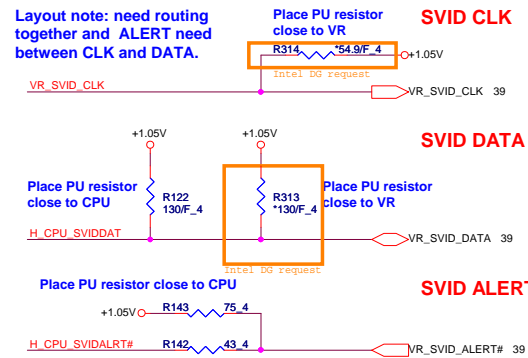 Layout note: need routing
together and ALERT need
between CLK and DATA.
Place PU resistor
close to VR
SVID CLK
R314 *54.9/F_4 +1.05V
Intel DG request
VR_SVID_CLK VR_SVID_CLK 39
+1.05V +1.05V
SVID DATA
Place PU resistor
close to CPU
R122
130/F_4
R313
*130/F_4
Place PU resistor
close to VR
H_CPU_SVIDDAT VR_SVID_DATA 39
Intel DG request
Place PU resistor close to CPU
SVID ALERT
+1.05V R143 75_4
H_CPU_SVIDALRT# R142 43_4 VR_SVID_ALERT# 39